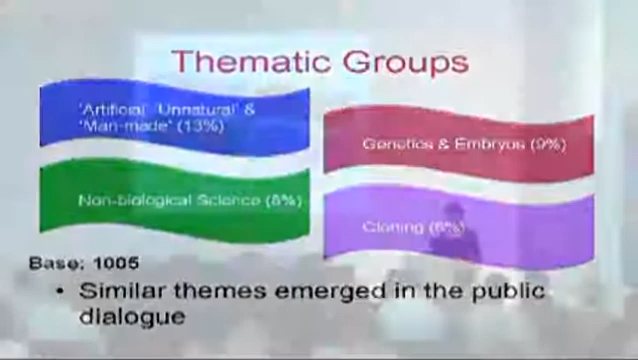 Thematic Groups
'Artificial' 'Unnatural' &
'Man-made' (13%)
Genetics & Embryos (9%)
Non-biological Science (8%)
Cloning (6%)
Base: 1005
• Similar themes emerged in the public
dialogue